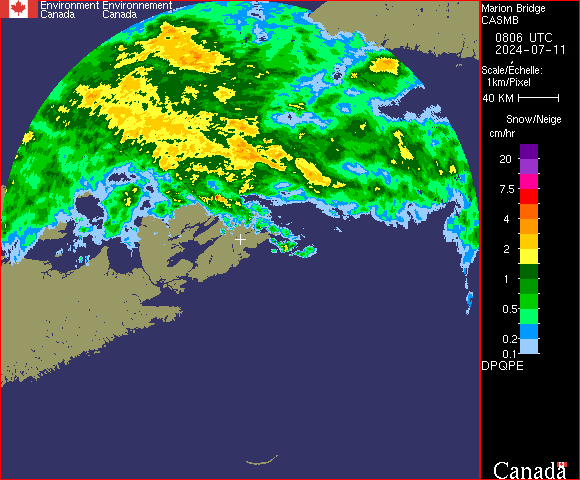 Environment Environnement
Canada Canada
Marion Bridge
CASMB
0806 UTC
2024-07-11
Scale/Échelle:
1km/Pixel
40 KM
Snow/Neige
cm/hr
20
7.5
4
2
1
0.5
0.2
0.1
DPQPE
Canada